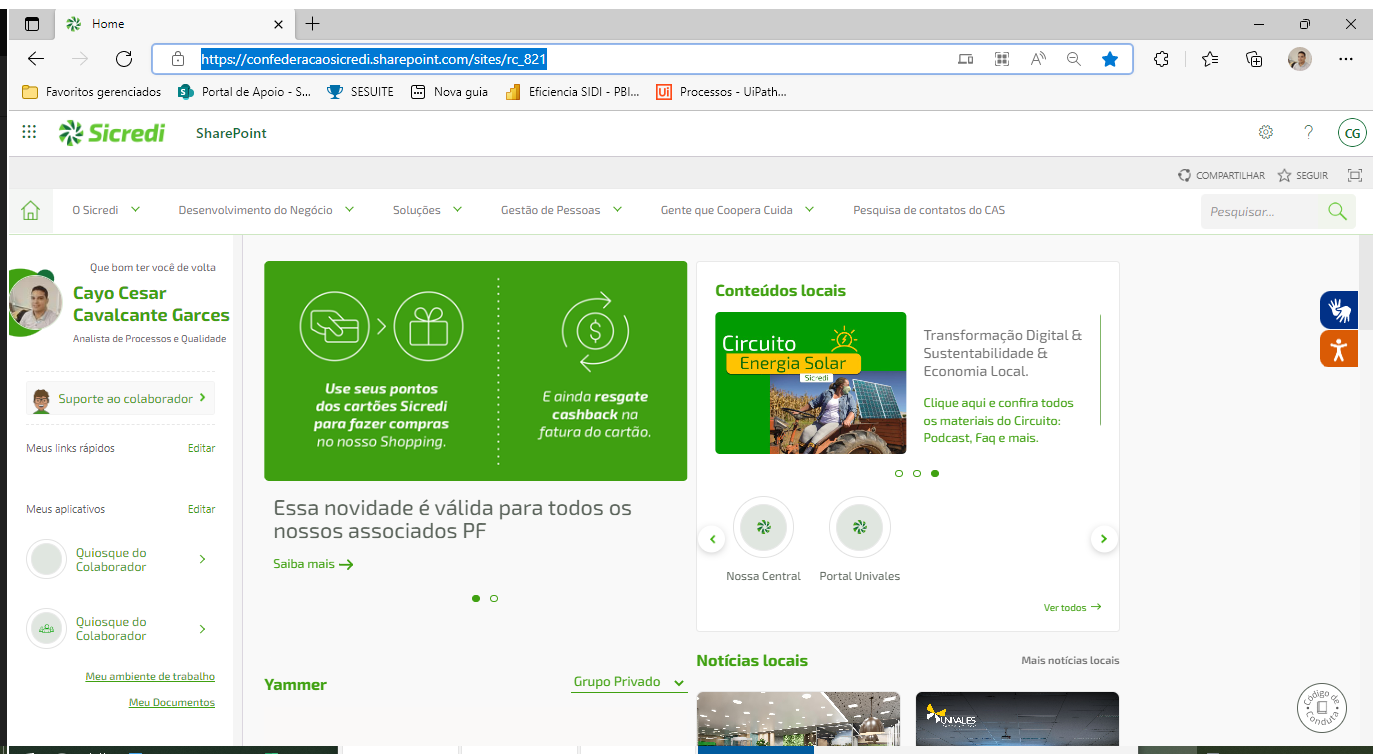 Home
https://confederacaosicredi.sharepoint.com/sites/rc_821
Favoritos gerenciados
Portal de Apoio - S...
SESUITE
Nova guia
Eficiencia SIDI - PBI...
Processos - UiPath...
Sicredi
SharePoint
CG
COMPARTILHAR
SEGUIR
O Sicredi
Desenvolvimento do Negócio
Soluções
Gestão de Pessoas
Gente que Coopera Cuida
Pesquisa de contatos do CAS
Pesquisar...
Que bom ter você de volta
Cayo Cesar
Cavalcante Garces
Analista de Processos e Qualidade
Suporte ao colaborador
Meus links rápidos
Editar
Meus aplicativos
Editar
Quiosque do
Colaborador
Quiosque do
Colaborador
Meu ambiente de trabalho
Meu Documentos
Use seus pontos
dos cartões Sicredi
para fazer compras
no nosso Shopping.
E ainda resgate
cashback na
fatura do cartão.
Essa novidade é válida para todos os
nossos associados PF
Saiba mais
Yammer
Grupo Privado
Conteúdos locais
Circuito
Energia Solar
Sicredi
Transformação Digital &
Sustentabilidade &
Economia Local.
Clique aqui e confira todos
os materiais do Circuito:
Podcast, Faq e mais.
Nossa Central
Portal Univales
Ver todos
Notícias locais
Mais notícias locais
UNIVALES
Código de
Conduta